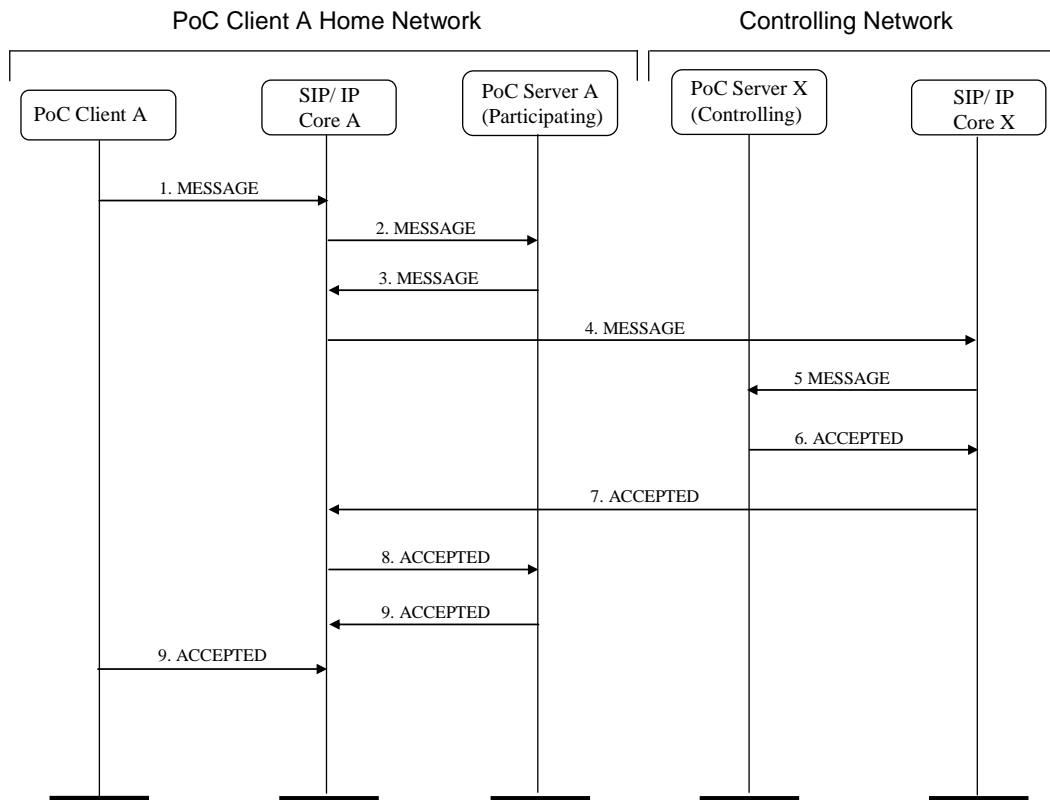 PoC Client A Home Network
Controlling Network
PoC Client A
SIP/ IP
Core A
PoC Server A
(Participating)
PoC Server X
(Controlling)
SIP/ IP
Core X
1. MESSAGE
2. MESSAGE
3. MESSAGE
4. MESSAGE
5 MESSAGE
6. ACCEPTED
7. ACCEPTED
8. ACCEPTED
9. ACCEPTED
9. ACCEPTED